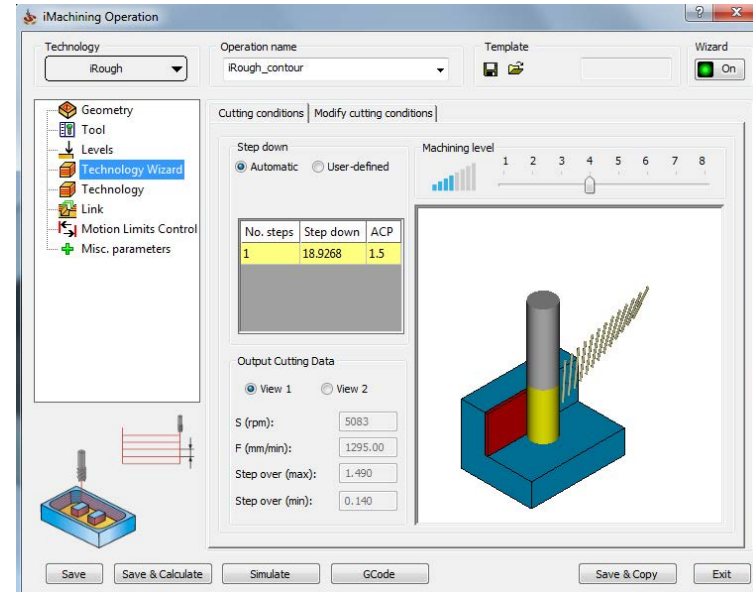 iMachining Operation
Technology
iRough
Operation name
iRough_contour
Template
Wizard
On
Geometry
Tool
Levels
Technology Wizard
Technology
Link
Motion Limits Control
Misc. parameters
Cutting conditions
Modify cutting conditions
Step down
Automatic
User-defined
No. steps Step down ACP
1 18.9268 1.5
Output Cutting Data
View 1
View 2
S (rpm): 5083
F (mm/min): 1295.00
Step over (max): 1.490
Step over (min): 0.140
Machining level
1 2 3 4 5 6 7 8
Save
Save & Calculate
Simulate
GCode
Save & Copy
Exit